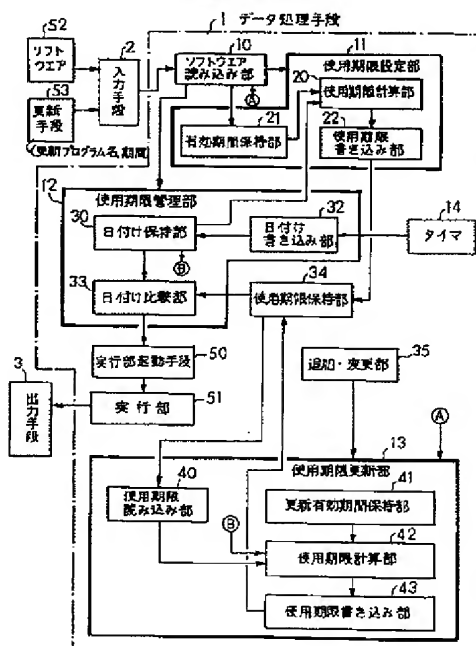 1 データ処理手段
52
リフト
ウエア
53
更新
手段
(更新プログラム名,期間)
2
入力手段
10
ソフトウエア
読み込み部
Ⓐ
11
使用期限設定部
20
使用期限計算部
21
有効期間保持部
22
使用期限
書き込み部
12
使用期限管理部
30
日付け保持部
Ⓑ
32
日付け
書き込み部
14
タイマ
33
日付け比較部
34
使用期限保持部
50
実行部起動手段
35
追加・変更部
3
出力手段
51
実行部
Ⓐ
13
使用期限更新部
40
使用期限
読み込み部
41
更新有効期間保持部
Ⓑ
42
使用期限計算部
43
使用期限書き込み部